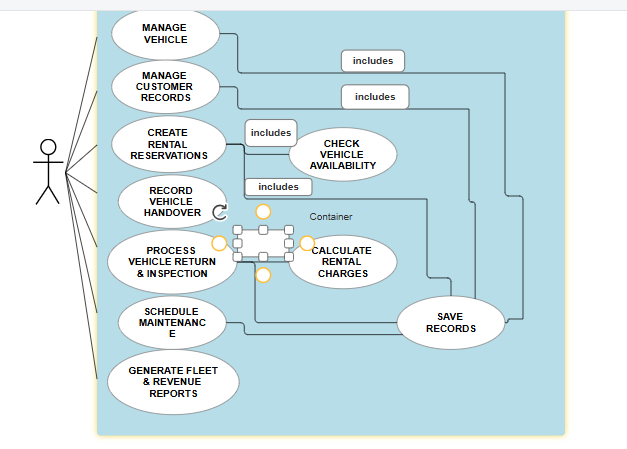 MANAGE
VEHICLE
includes
MANAGE
CUSTOMER
RECORDS
includes
CREATE
RENTAL
RESERVATIONS
includes
CHECK
VEHICLE
AVAILABILITY
RECORD
VEHICLE
HANDOVER
includes
Container
PROCESS
VEHICLE RETURN
& INSPECTION
CALCULATE
RENTAL
CHARGES
SCHEDULE
MAINTENANC
E
SAVE
RECORDS
GENERATE FLEET
& REVENUE
REPORTS